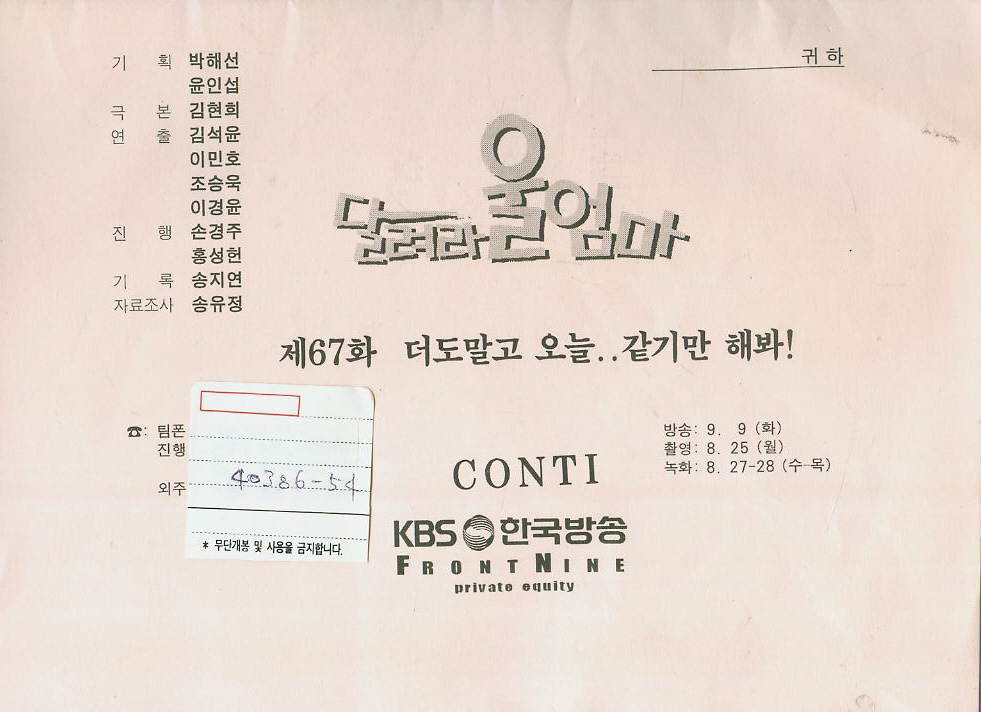 귀하
기 획 박해선
윤인섭
극 본 김현희
연 출 김석윤
이민호
조승욱
이경윤
진 행 손경주
홍성헌
기 록 송지연
자료조사 송유정
달려라 울엄마
제67화 더도말고 오늘..같기만 해봐!
☎: 팀폰
진행
외주
40386-54
* 무단개봉 및 사용을 금지합니다.
방송: 9. 9 (화)
촬영: 8. 25 (월)
녹화: 8. 27-28 (수-목)
CONTI
KBS 한국방송
FRONTNINE
private equity